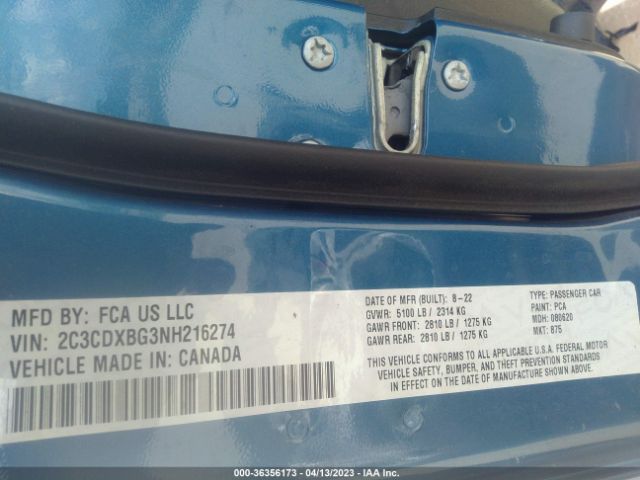 MFD BY: FCA US LLC
VIN: 2C3CDXBG3NH216274
VEHICLE MADE IN: CANADA
DATE OF MFR (BUILT): 8-22
GVWR: 5100 LB / 2314 KG
GAWR FRONT: 2810 LB / 1275 KG
GAWR REAR: 2810 LB / 1275 KG
TYPE: PASSENGER CAR
PAINT: PCA
MDH: 080620
MKT: 875
THIS VEHICLE CONFORMS TO ALL APPLICABLE U.S.A. FEDERAL MOTOR
VEHICLE SAFETY, BUMPER, AND THEFT PREVENTION STANDARDS
IN EFFECT ON THE DATE OF MANUFACTURE SHOWN ABOVE.
000-36356173 - 04/13/2023 - IAA Inc.